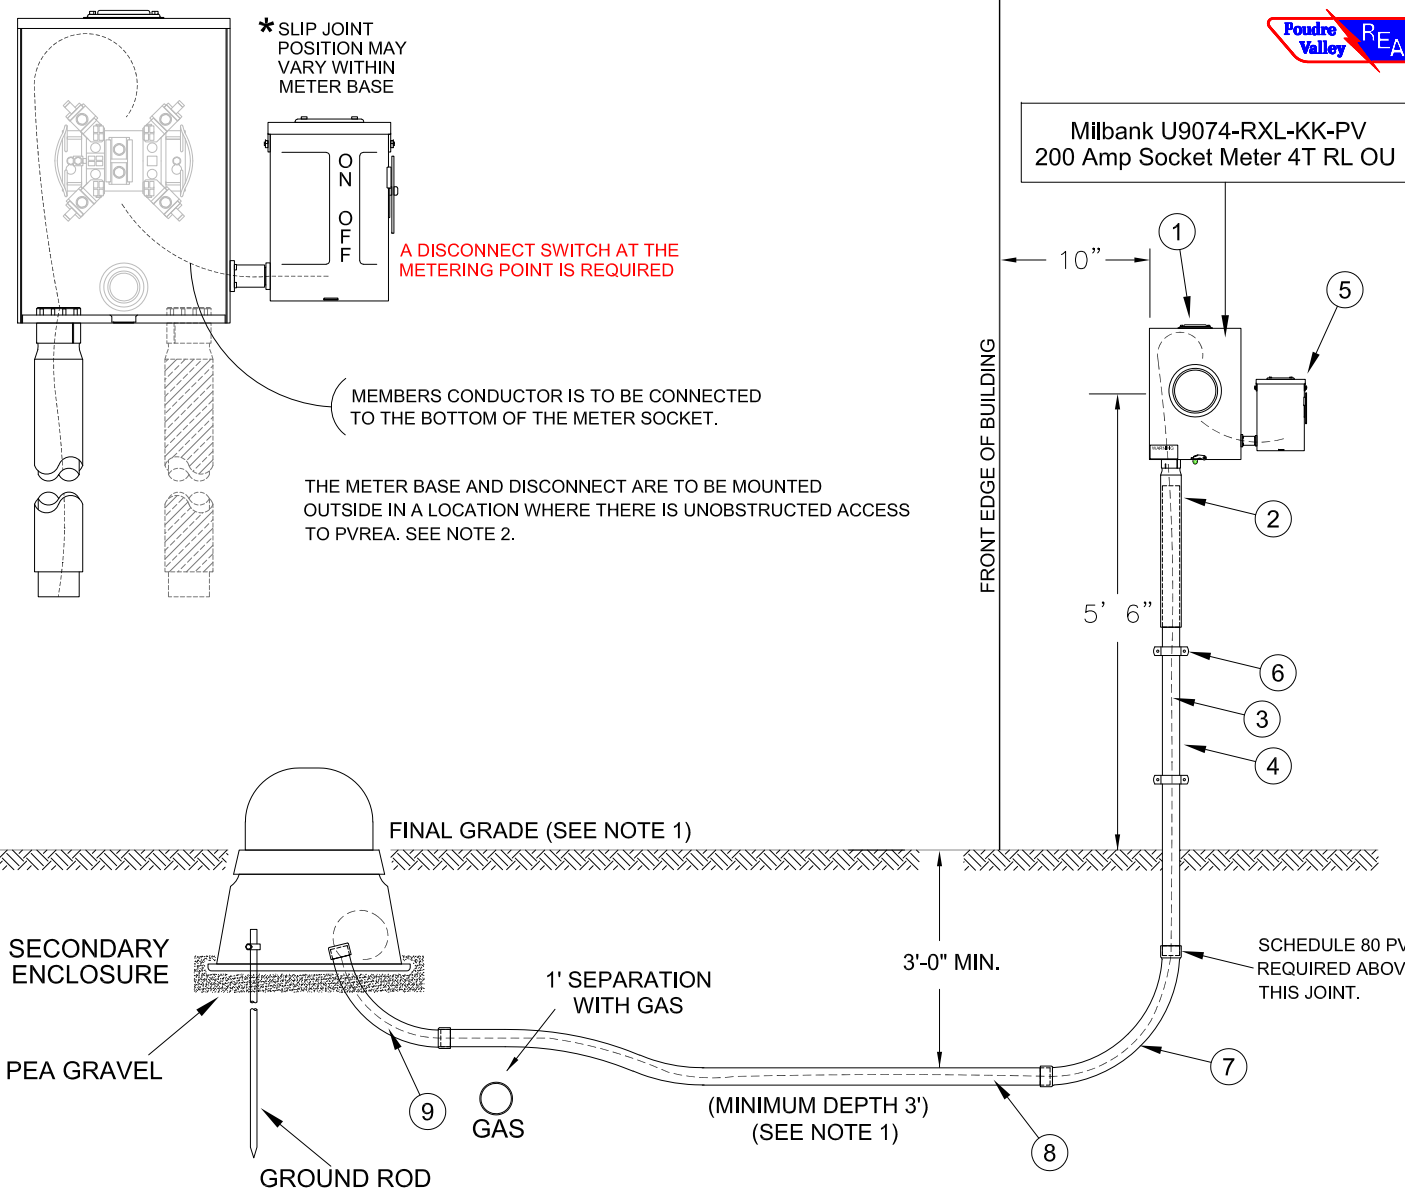 * SLIP JOINT
POSITION MAY
VARY WITHIN
METER BASE
Poudre
Valley
REA
Milbank U9074-RXL-KK-PV
200 Amp Socket Meter 4T RL OU
ON OFF
A DISCONNECT SWITCH AT THE
METERING POINT IS REQUIRED
1
10”
5
MEMBERS CONDUCTOR IS TO BE CONNECTED
TO THE BOTTOM OF THE METER SOCKET.
FRONT EDGE OF BUILDING
WARNING
THE METER BASE AND DISCONNECT ARE TO BE MOUNTED
OUTSIDE IN A LOCATION WHERE THERE IS UNOBSTRUCTED ACCESS
TO PVREA. SEE NOTE 2.
2
5’ 6”
6
3
4
FINAL GRADE (SEE NOTE 1)
SECONDARY
ENCLOSURE
3'-0" MIN.
SCHEDULE 80 PV
REQUIRED ABOV
THIS JOINT.
1' SEPARATION
WITH GAS
PEA GRAVEL
7
9
GAS
(MINIMUM DEPTH 3')
(SEE NOTE 1)
8
GROUND ROD